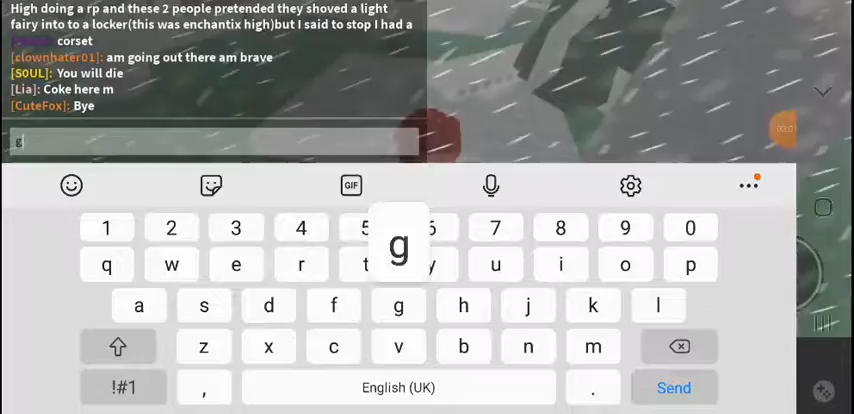 High doing a rp and these 2 people pretended they shoved a light
fairy into to a locker(this was enchantix high)but I said to stop I had a
corset
[clownhater01]: am going out there am brave
[SOUL]: You will die
[Lia]: Coke here m
[CuteFox]: Bye
g
GIF
1 2 3 4 5 6 7 8 9 0
g
q w e r t y u i o p
a s d f g h j k l
z x c v b n m
!#1 , English (UK) . Send